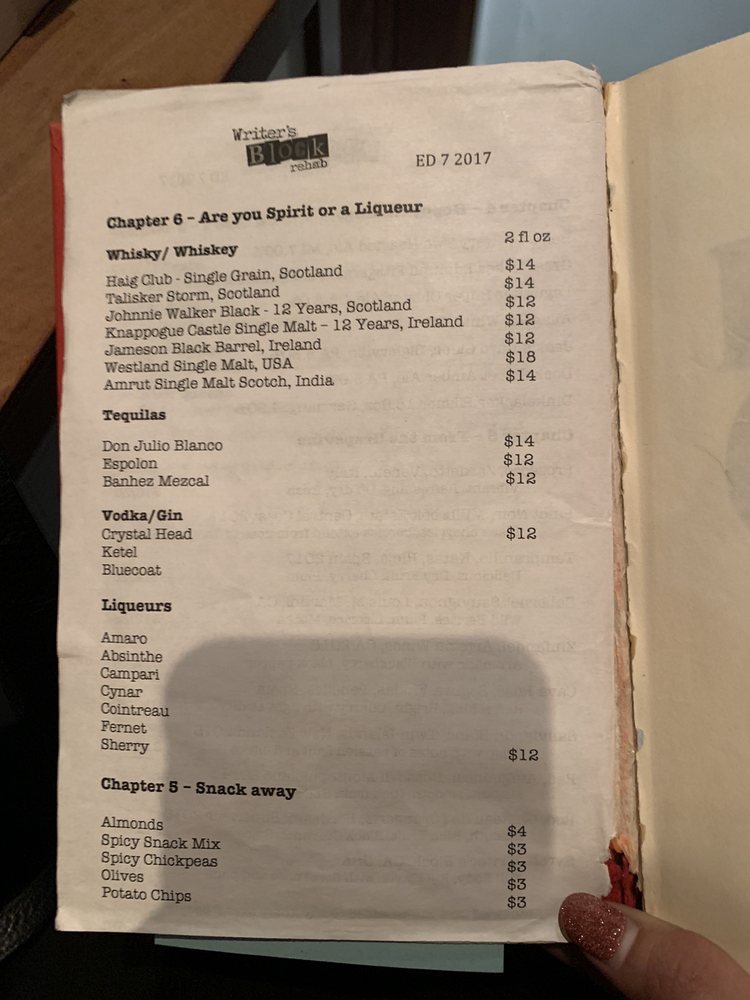 Writer's
Block
rehab
ED 7 2017
Chapter 6 – Are you Spirit or a Liqueur
Whisky/ Whiskey 2 fl oz
Haig Club - Single Grain, Scotland $14
Talisker Storm, Scotland $14
Johnnie Walker Black - 12 Years, Scotland $12
Knappogue Castle Single Malt – 12 Years, Ireland $12
Jameson Black Barrel, Ireland $12
Westland Single Malt, USA $18
Amrut Single Malt Scotch, India $14
Tequilas
Don Julio Blanco $14
Espolon $12
Banhez Mezcal $12
Vodka/Gin
Crystal Head $12
Ketel
Bluecoat
Liqueurs
Amaro
Absinthe
Campari
Cynar
Cointreau
Fernet
Sherry $12
Chapter 5 – Snack away
Almonds $4
Spicy Snack Mix $3
Spicy Chickpeas $3
Olives $3
Potato Chips $3